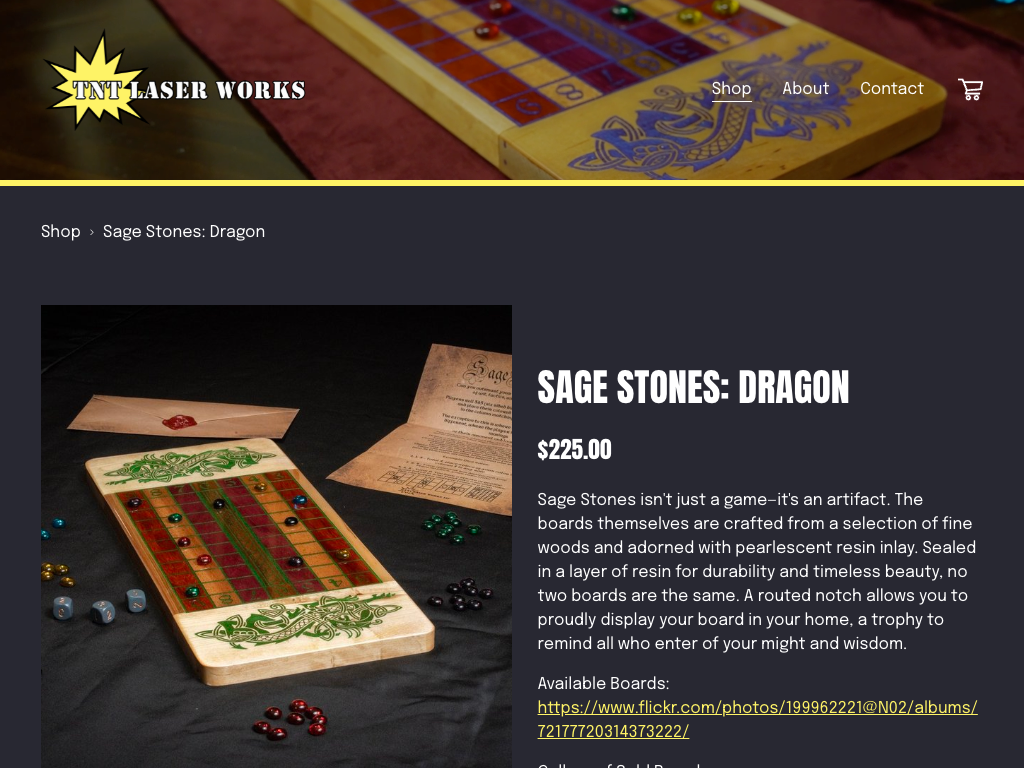 TNT LASER WORKS
Shop
About
Contact
Shop › Sage Stones: Dragon
SAGE STONES: DRAGON
$225.00
Sage Stones isn't just a game—it's an artifact. The
boards themselves are crafted from a selection of fine
woods and adorned with pearlescent resin inlay. Sealed
in a layer of resin for durability and timeless beauty, no
two boards are the same. A routed notch allows you to
proudly display your board in your home, a trophy to
remind all who enter of your might and wisdom.
Available Boards:
https://www.flickr.com/photos/199962221@N02/albums/
72177720314373222/
Sage